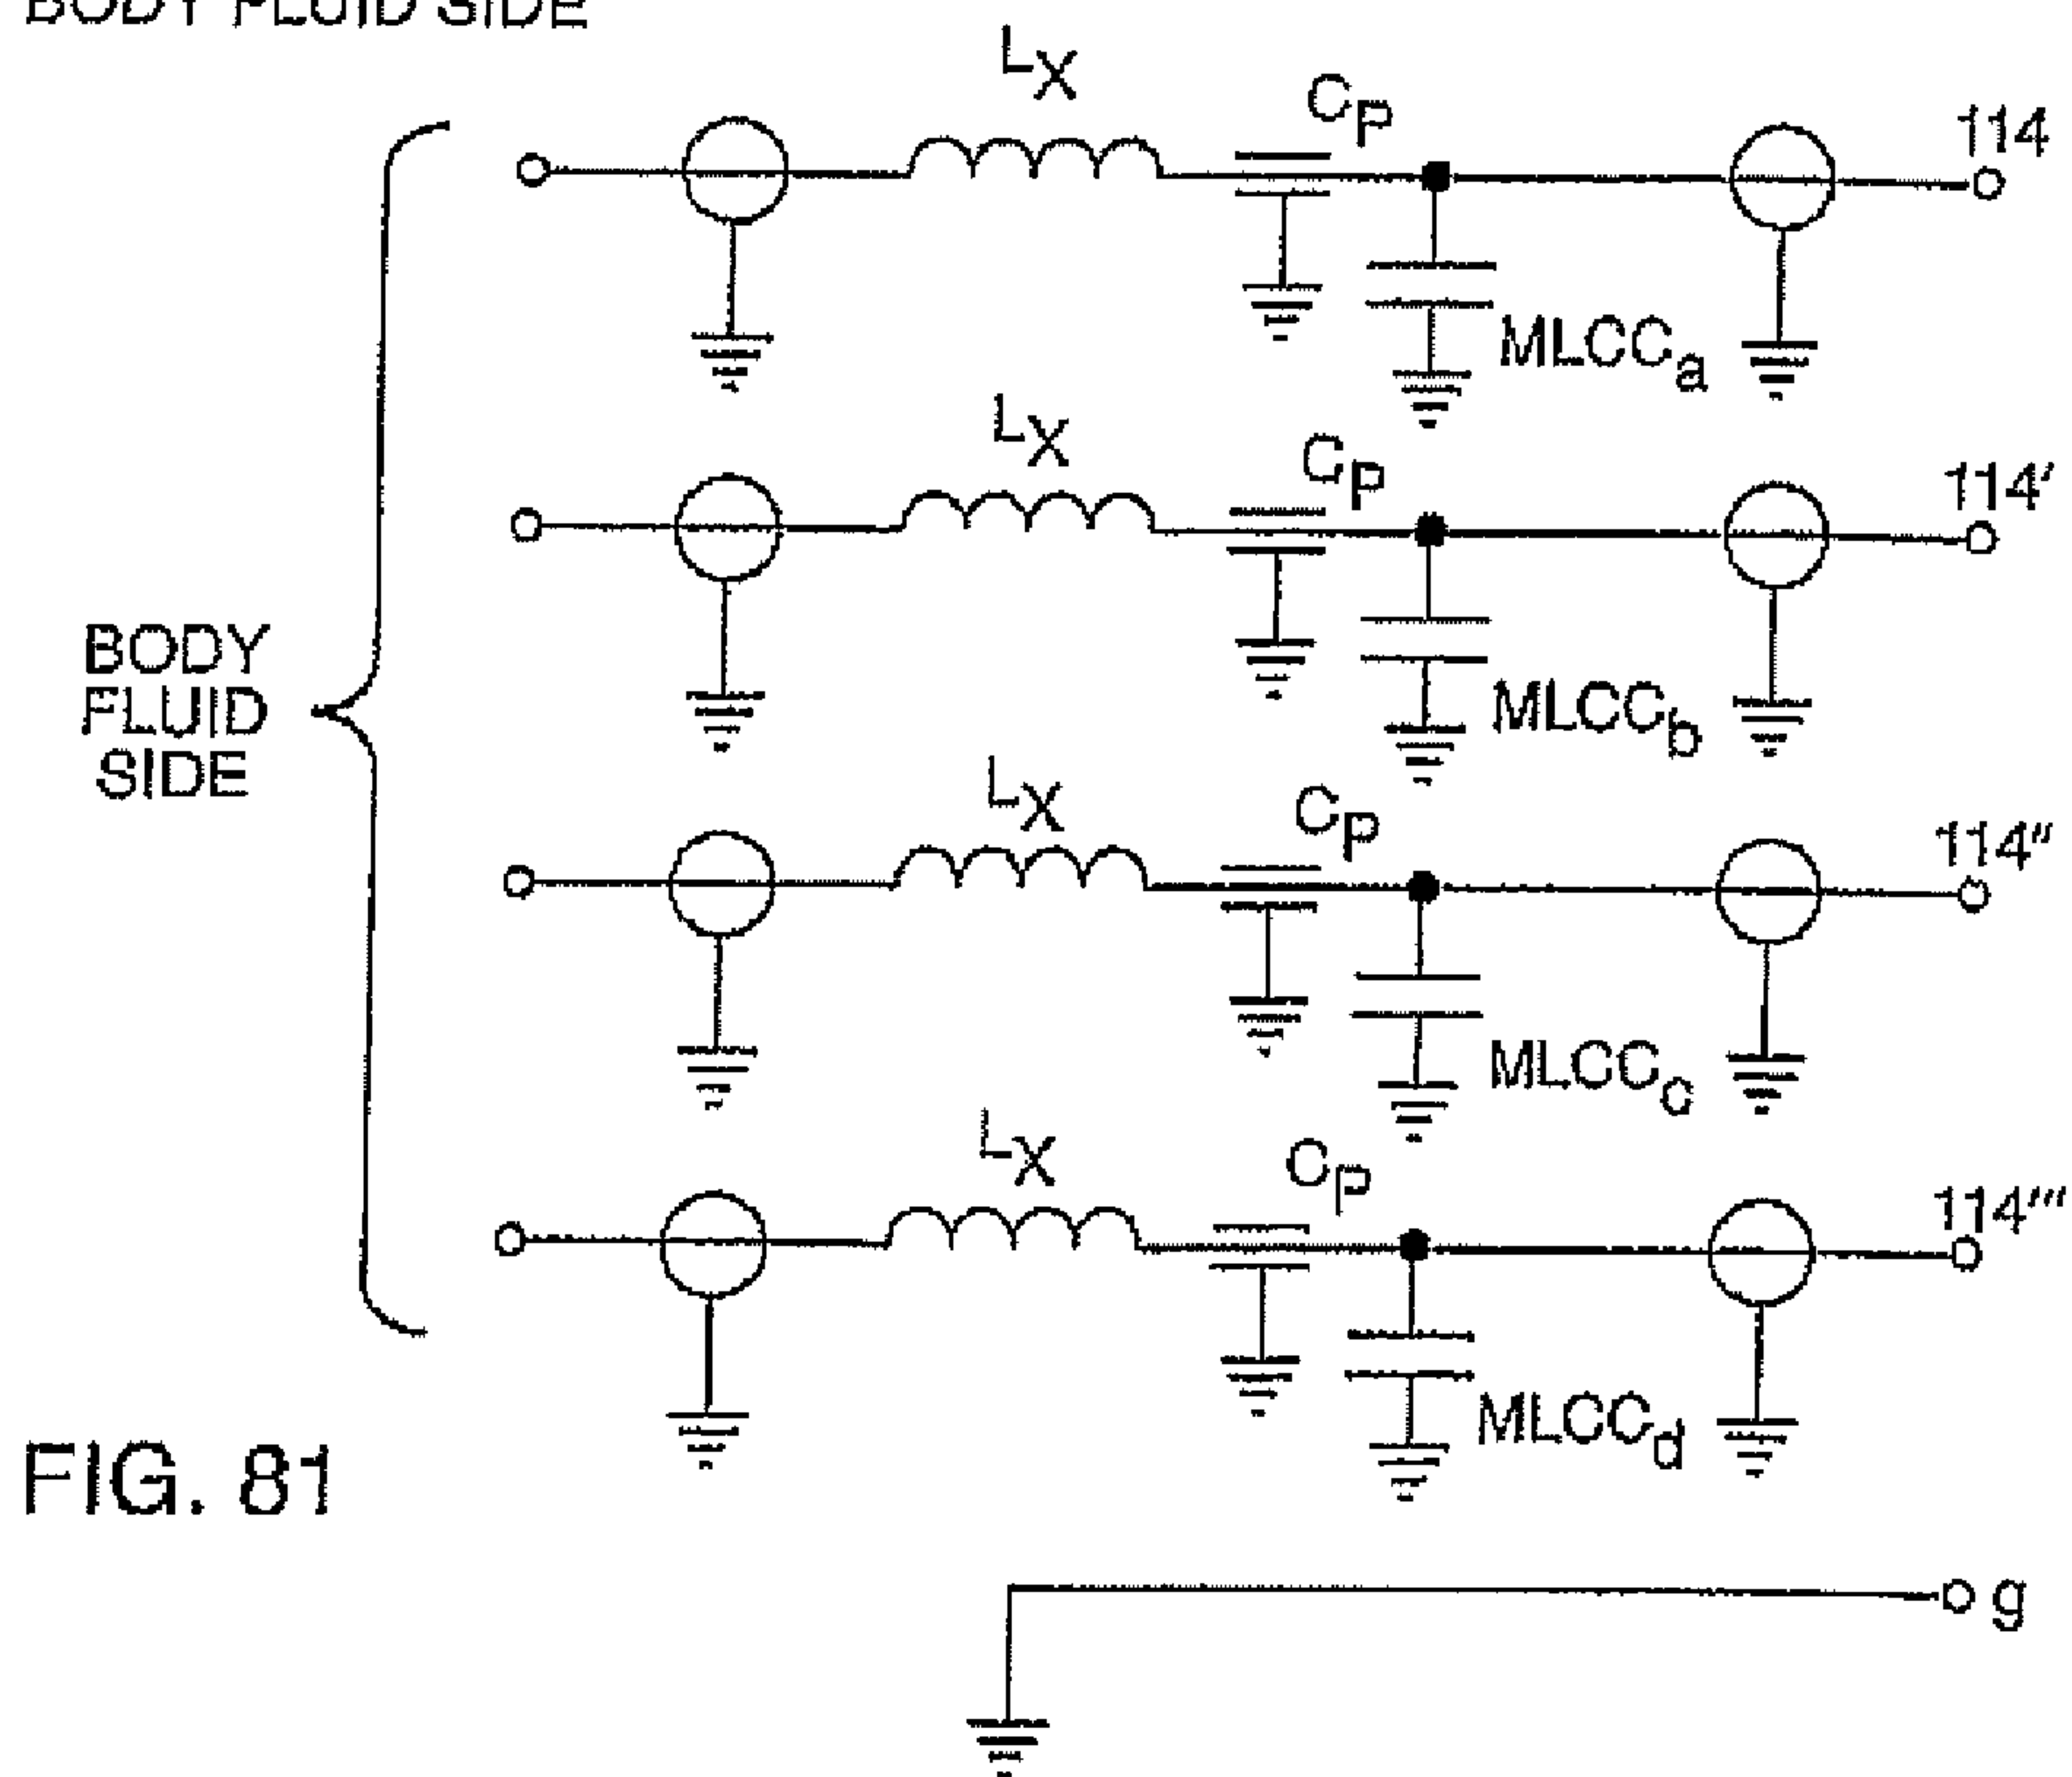 BODY FLUID SIDE
LX
CP
114
MLCCa
LX
CP
114'
MLCCb
BODY
FLUID
SIDE
LX
CP
114''
MLCCc
LX
CP
114'''
MLCCd
FIG. 81
g